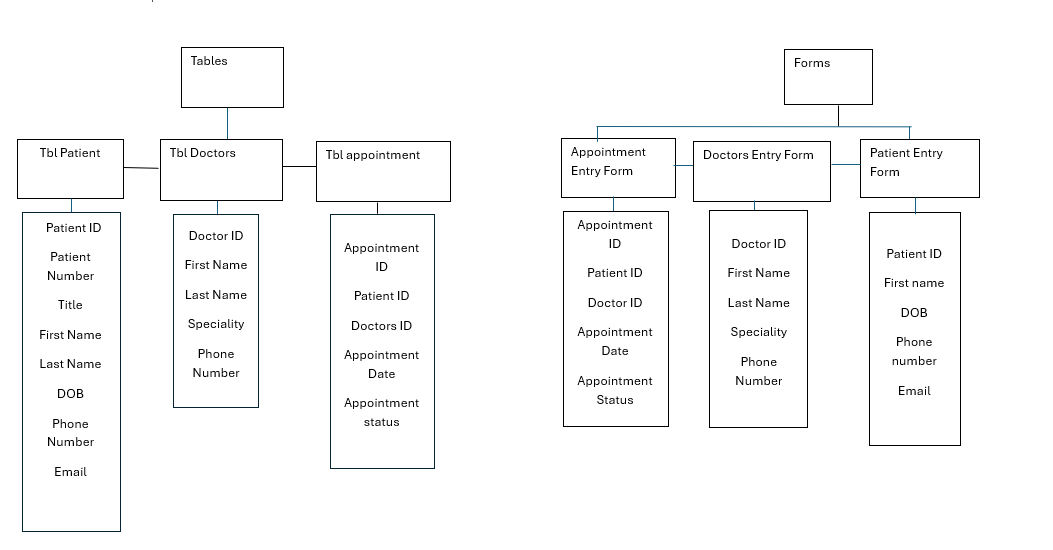 Tables
Tbl Patient
Tbl Doctors
Tbl appointment
Patient ID
Patient
Number
Title
First Name
Last Name
DOB
Phone
Number
Email
Doctor ID
First Name
Last Name
Speciality
Phone
Number
Appointment
ID
Patient ID
Doctors ID
Appointment
Date
Appointment
status
Forms
Appointment
Entry Form
Doctors Entry Form
Patient Entry
Form
Appointment
ID
Patient ID
Doctor ID
Appointment
Date
Appointment
Status
Doctor ID
First Name
Last Name
Speciality
Phone
Number
Patient ID
First name
DOB
Phone
number
Email